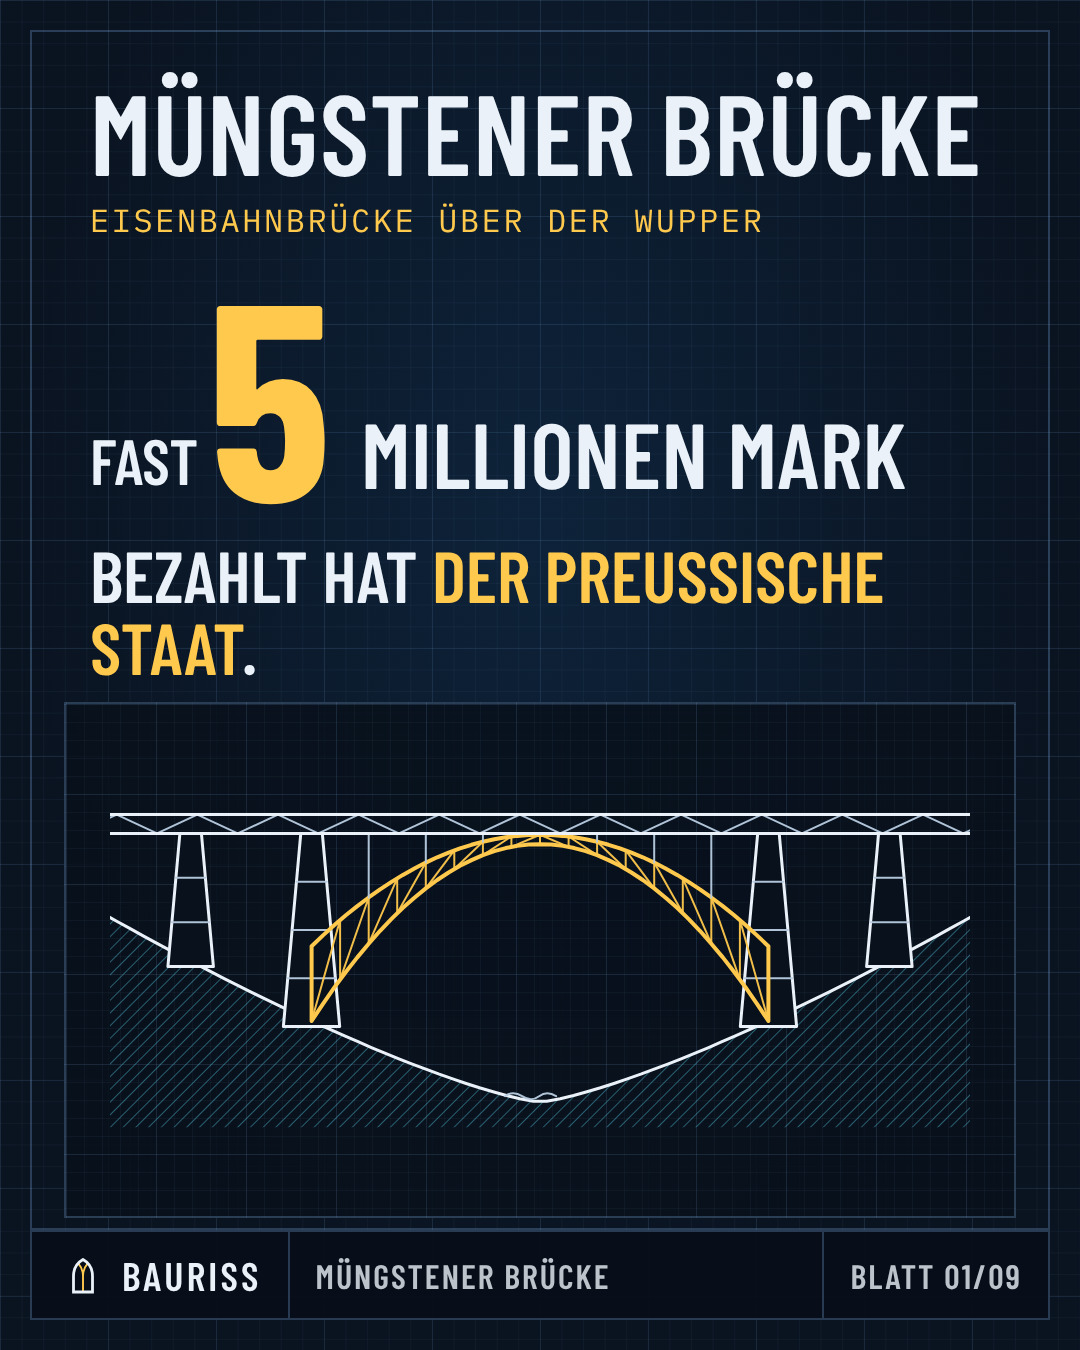 MÜNGSTENER BRÜCKE
EISENBAHNBRÜCKE ÜBER DER WUPPER
FAST 5 MILLIONEN MARK
BEZAHLT HAT DER PREUSSISCHE
STAAT.
BAURISS
MÜNGSTENER BRÜCKE
BLATT 01/09